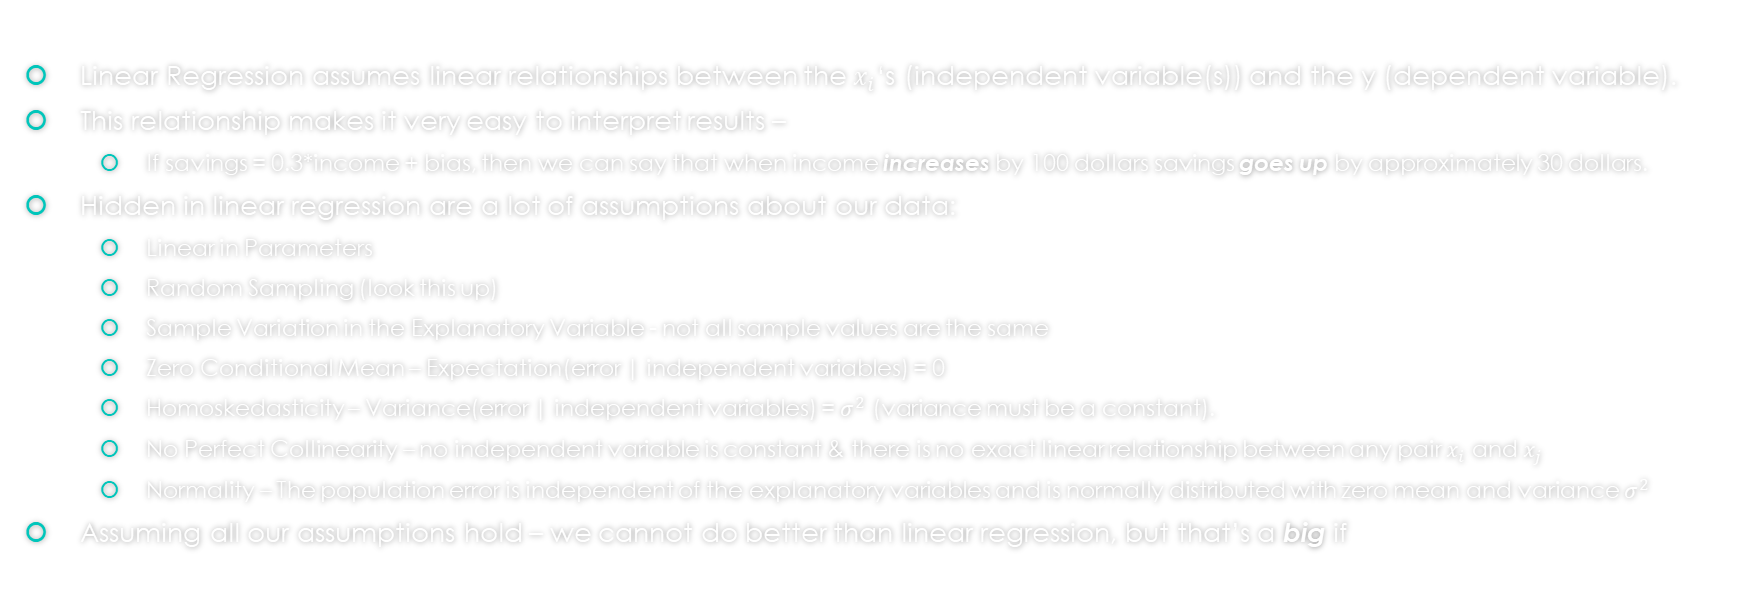 Linear Regression assumes linear relationships between the xᵢ's (independent variable(s)) and the y (dependent variable).
This relationship makes it very easy to interpret results –
If savings = 0.3*income + bias, then we can say that when income increases by 100 dollars savings goes up by approximately 30 dollars.
Hidden in linear regression are a lot of assumptions about our data:
Linear in Parameters
Random Sampling (look this up)
Sample Variation in the Explanatory Variable - not all sample values are the same
Zero Conditional Mean – Expectation(error | independent variables) = 0
Homoskedasticity – Variance(error | independent variables) = σ² (variance must be a constant).
No Perfect Collinearity – no independent variable is constant & there is no exact linear relationship between any pair xᵢ and xⱼ
Normality – The population error is independent of the explanatory variables and is normally distributed with zero mean and variance σ²
Assuming all our assumptions hold – we cannot do better than linear regression, but that's a big if